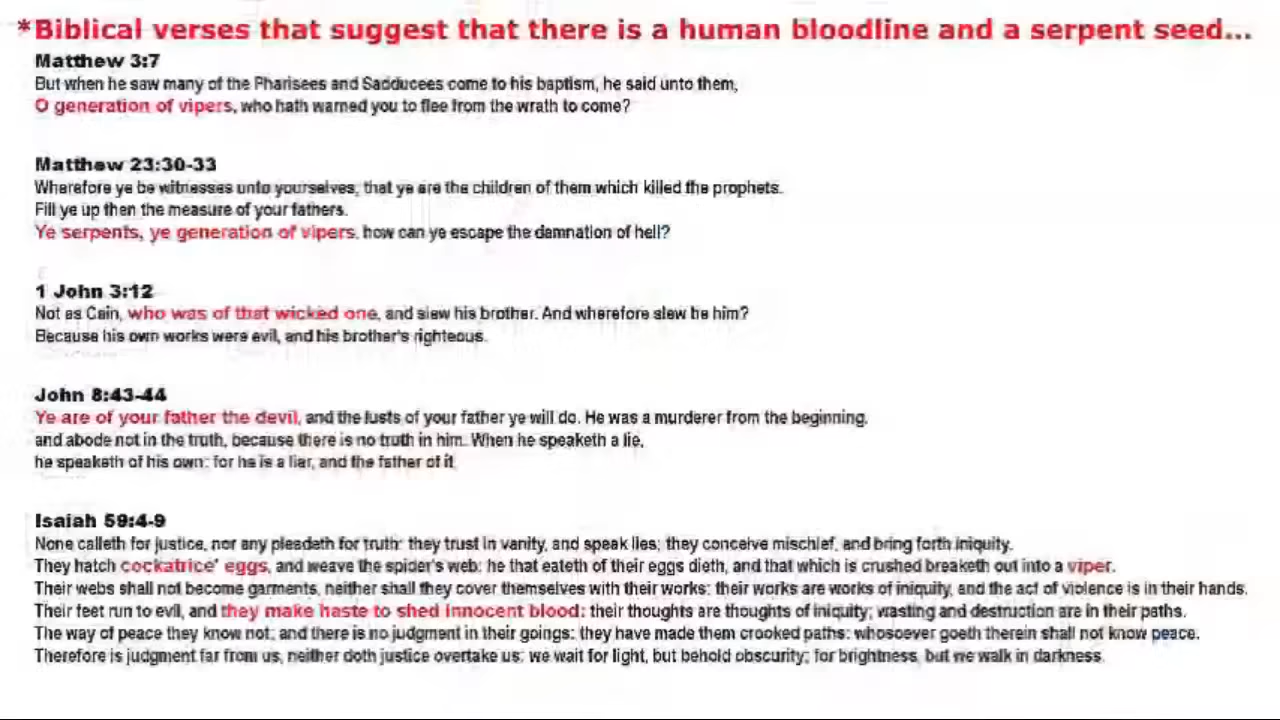 *Biblical verses that suggest that there is a human bloodline and a serpent seed...
Matthew 3:7
But when he saw many of the Pharisees and Sadducees come to his baptism, he said unto them,
O generation of vipers, who hath warned you to flee from the wrath to come?
Matthew 23:30-33
Wherefore ye be witnesses unto yourselves, that ye are the children of them which killed the prophets.
Fill ye up then the measure of your fathers.
Ye serpents, ye generation of vipers, how can ye escape the damnation of hell?
1 John 3:12
Not as Cain, who was of that wicked one, and slew his brother. And wherefore slew he him?
Because his own works were evil, and his brother's righteous.
John 8:43-44
Ye are of your father the devil, and the lusts of your father ye will do. He was a murderer from the beginning,
and abode not in the truth, because there is no truth in him. When he speaketh a lie,
he speaketh of his own: for he is a liar, and the father of it
Isaiah 59:4-9
None calleth for justice, nor any pleadeth for truth: they trust in vanity, and speak lies; they conceive mischief, and bring forth iniquity.
They hatch cockatrice' eggs, and weave the spider's web: he that eateth of their eggs dieth, and that which is crushed breaketh out into a viper.
Their webs shall not become garments, neither shall they cover themselves with their works: their works are works of iniquity, and the act of violence is in their hands.
Their feet run to evil, and they make haste to shed innocent blood: their thoughts are thoughts of iniquity; wasting and destruction are in their paths.
The way of peace they know not; and there is no judgment in their goings: they have made them crooked paths: whosoever goeth therein shall not know peace.
Therefore is judgment far from us, neither doth justice overtake us: we wait for light, but behold obscurity; for brightness, but we walk in darkness.